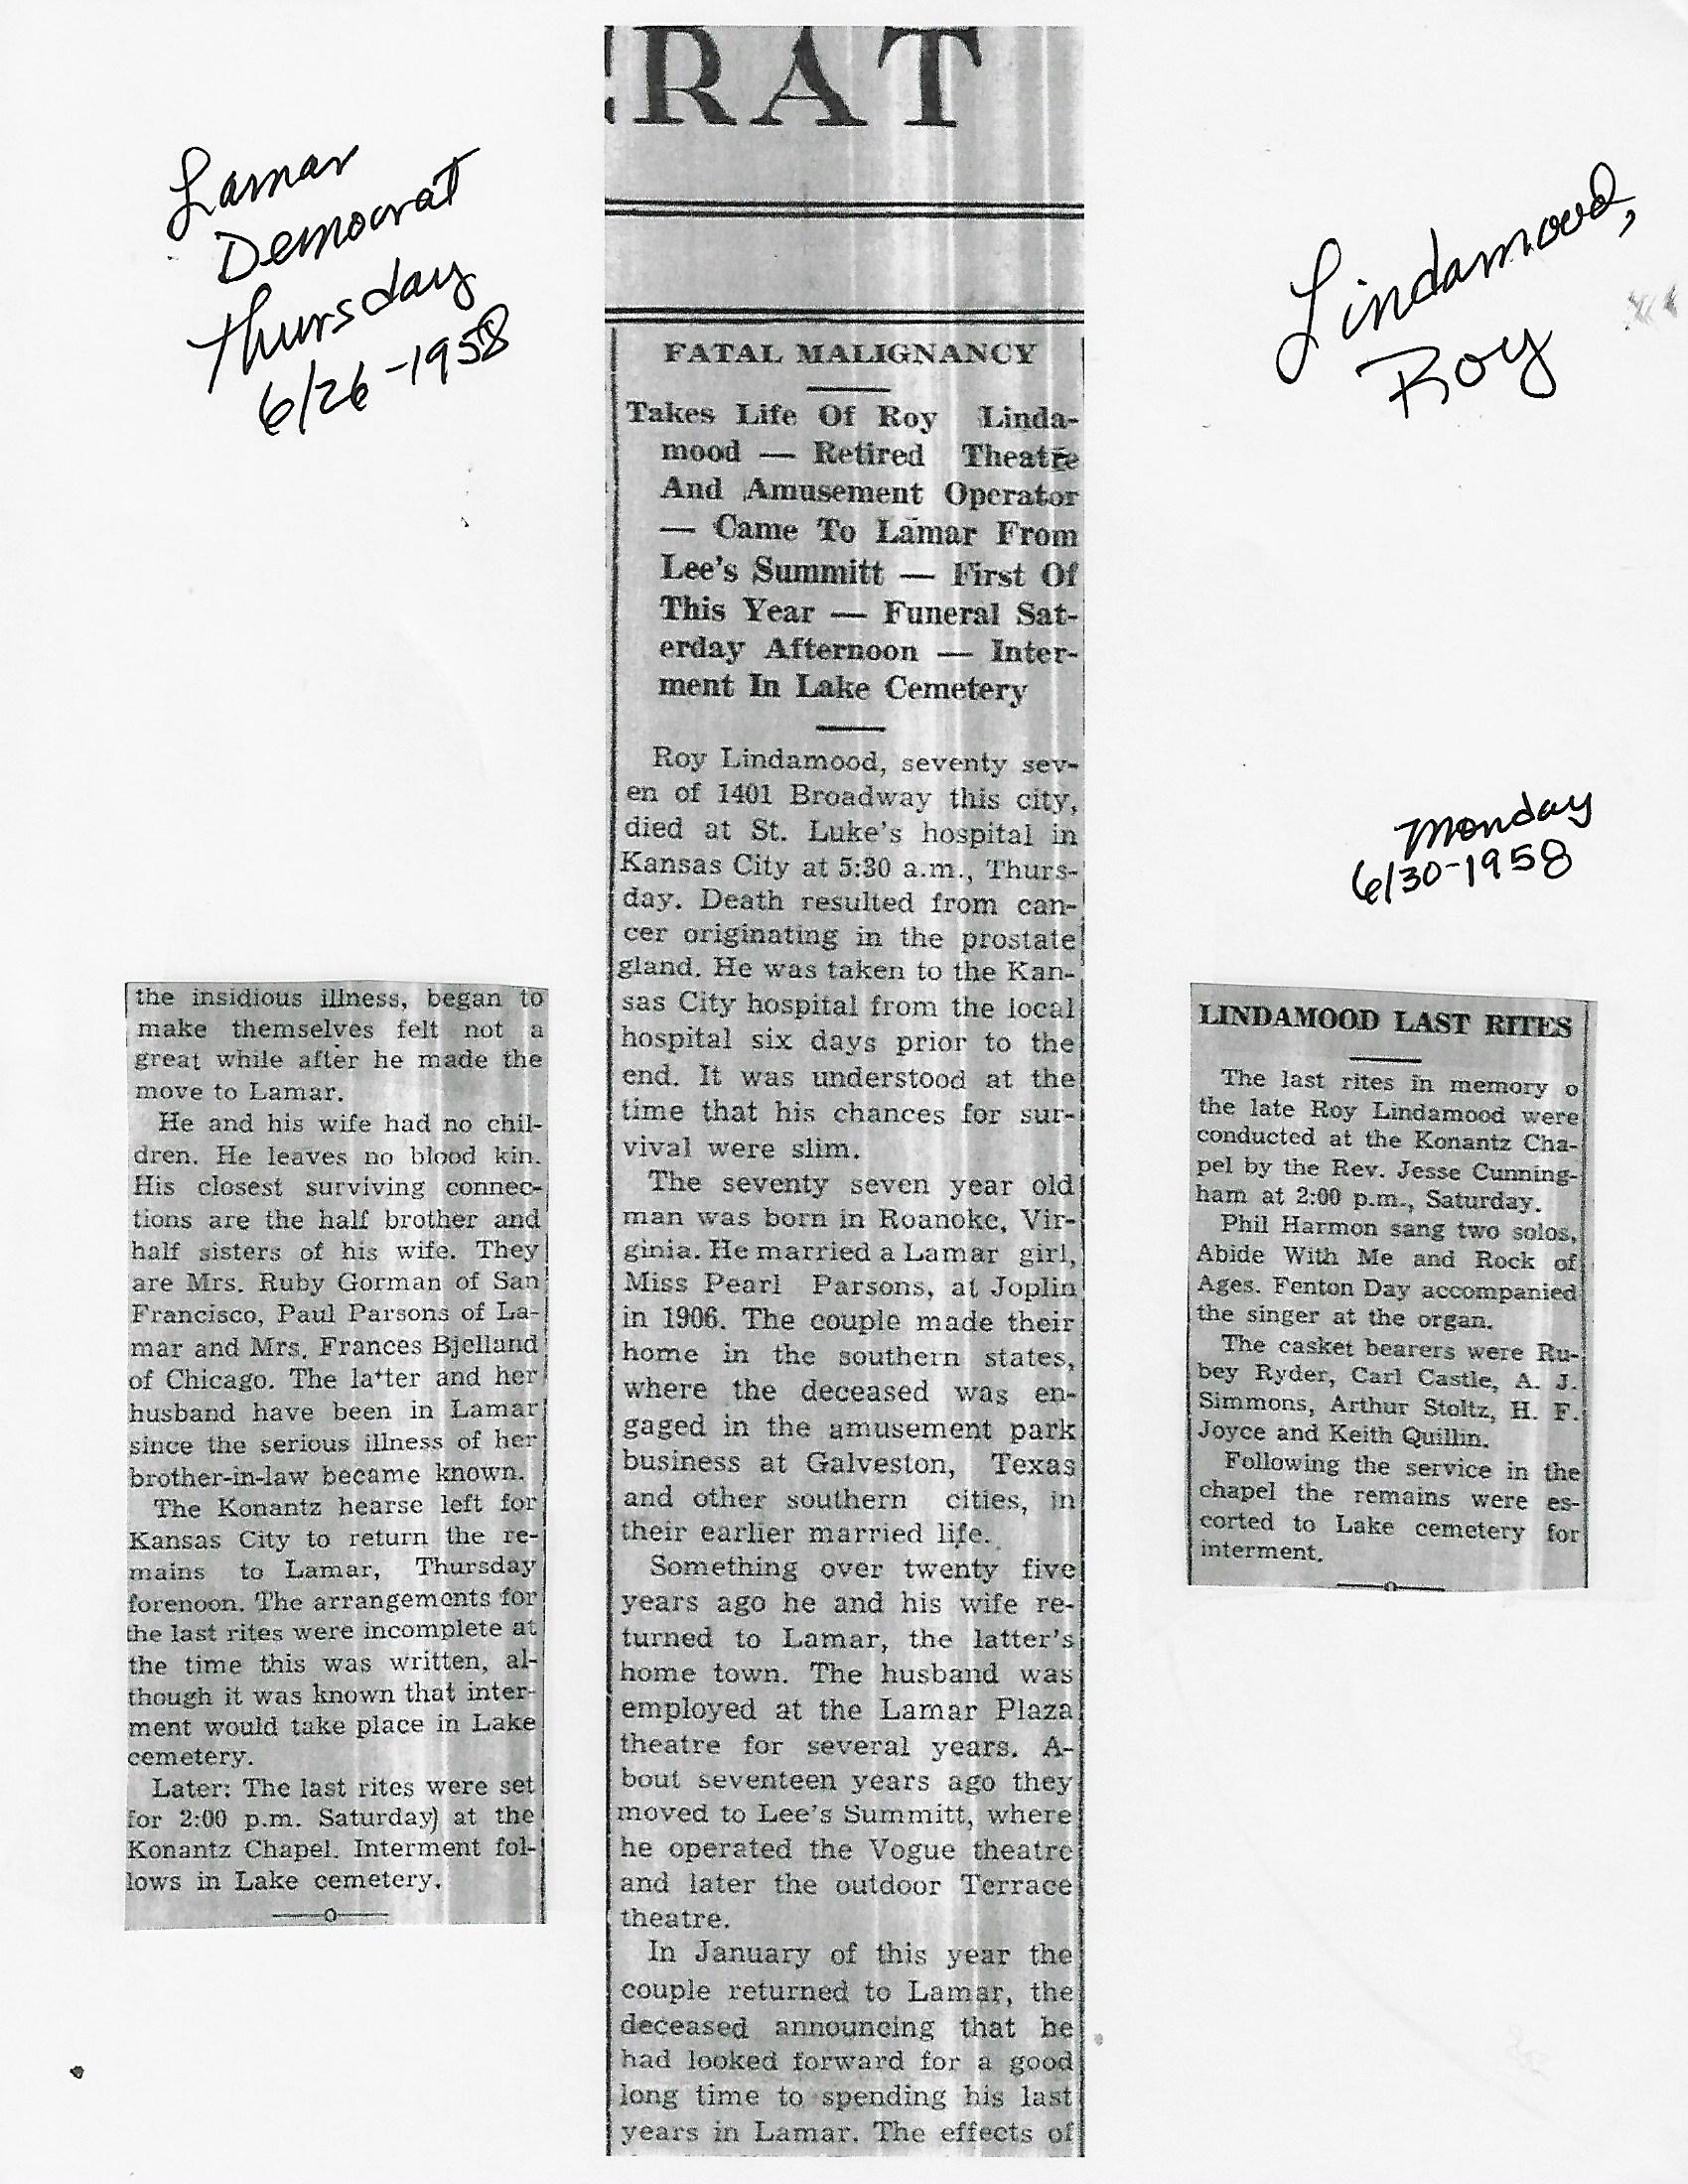 Lamar
Democrat
Thursday
6/26-1958
Lindamood,
Roy
RAT
FATAL MALIGNANCY
Takes Life Of Roy Linda-
mood — Retired Theatre
And Amusement Operator
— Came To Lamar From
Lee's Summitt — First Of
This Year — Funeral Sat-
erday Afternoon — Inter-
ment In Lake Cemetery
Roy Lindamood, seventy sev-
en of 1401 Broadway this city,
died at St. Luke's hospital in
Kansas City at 5:30 a.m., Thurs-
day. Death resulted from can-
cer originating in the prostate
gland. He was taken to the Kan-
sas City hospital from the local
hospital six days prior to the
end. It was understood at the
time that his chances for sur-
vival were slim.
The seventy seven year old
man was born in Roanoke, Vir-
ginia. He married a Lamar girl,
Miss Pearl Parsons, at Joplin
in 1906. The couple made their
home in the southern states,
where the deceased was en-
gaged in the amusement park
business at Galveston, Texas
and other southern cities, in
their earlier married life.
Something over twenty five
years ago he and his wife re-
turned to Lamar, the latter's
home town. The husband was
employed at the Lamar Plaza
theatre for several years. A-
bout seventeen years ago they
moved to Lee's Summitt, where
he operated the Vogue theatre
and later the outdoor Terrace
theatre.
In January of this year the
couple returned to Lamar, the
deceased announcing that he
had looked forward for a good
long time to spending his last
years in Lamar. The effects of
the insidious illness, began to
make themselves felt not a
great while after he made the
move to Lamar.
He and his wife had no chil-
dren. He leaves no blood kin.
His closest surviving connec-
tions are the half brother and
half sisters of his wife. They
are Mrs. Ruby Gorman of San
Francisco, Paul Parsons of La-
mar and Mrs. Frances Bjelland
of Chicago. The latter and her
husband have been in Lamar
since the serious illness of her
brother-in-law became known.
The Konantz hearse left for
Kansas City to return the re-
mains to Lamar, Thursday
forenoon. The arrangements for
the last rites were incomplete at
the time this was written, al-
though it was known that inter-
ment would take place in Lake
cemetery.
Later: The last rites were set
for 2:00 p.m. Saturday) at the
Konantz Chapel. Interment fol-
lows in Lake cemetery.
Monday
6/30-1958
LINDAMOOD LAST RITES
The last rites in memory o
the late Roy Lindamood were
conducted at the Konantz Cha-
pel by the Rev. Jesse Cunning-
ham at 2:00 p.m., Saturday.
Phil Harmon sang two solos,
Abide With Me and Rock of
Ages. Fenton Day accompanied
the singer at the organ.
The casket bearers were Ru-
bey Ryder, Carl Castle, A. J.
Simmons, Arthur Stoltz, H. F.
Joyce and Keith Quillin.
Following the service in the
chapel the remains were es-
corted to Lake cemetery for
interment.